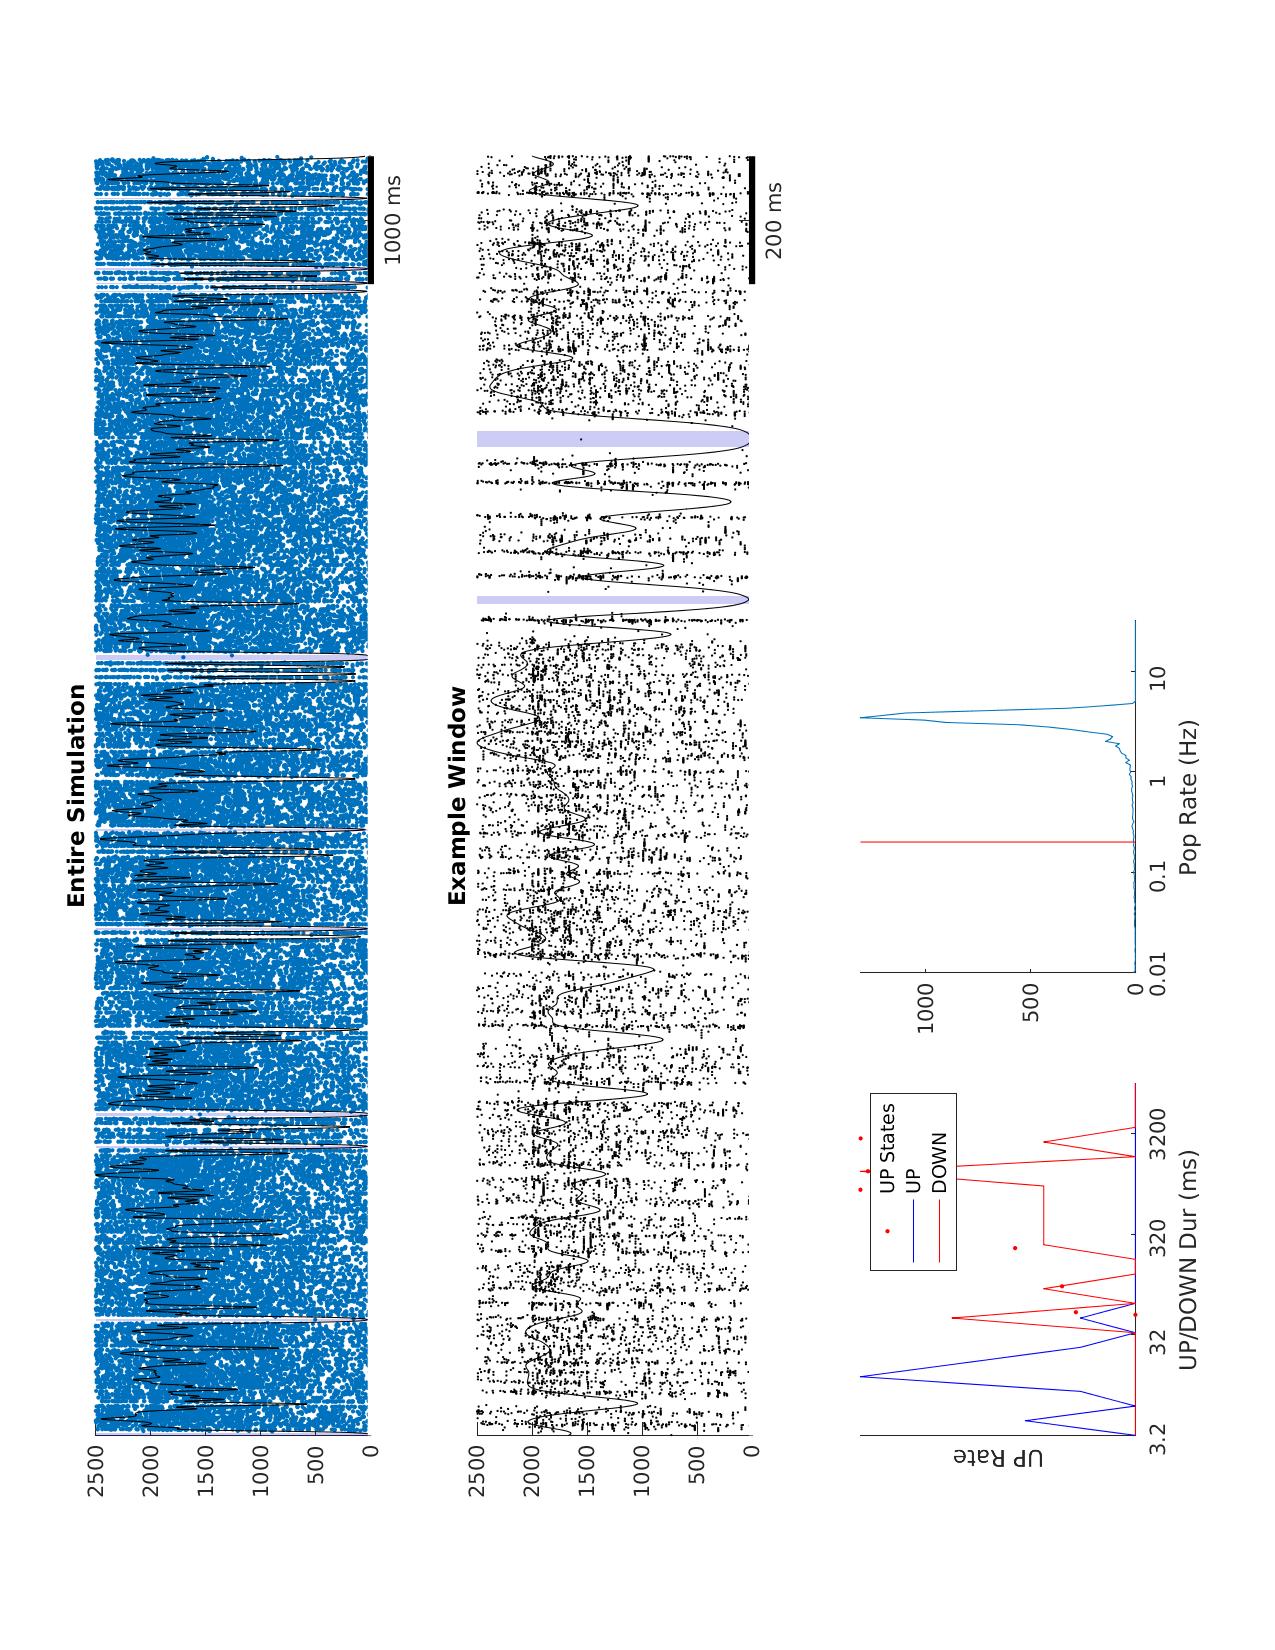 Entire Simulation
2500
2000
1500
1000
500
0
1000 ms
Example Window
2500
2000
1500
1000
500
0
200 ms
UP Rate
UP States
UP
DOWN
3.2
32
320
3200
UP/DOWN Dur (ms)
1000
500
0
0.01
0.1
1
10
Pop Rate (Hz)